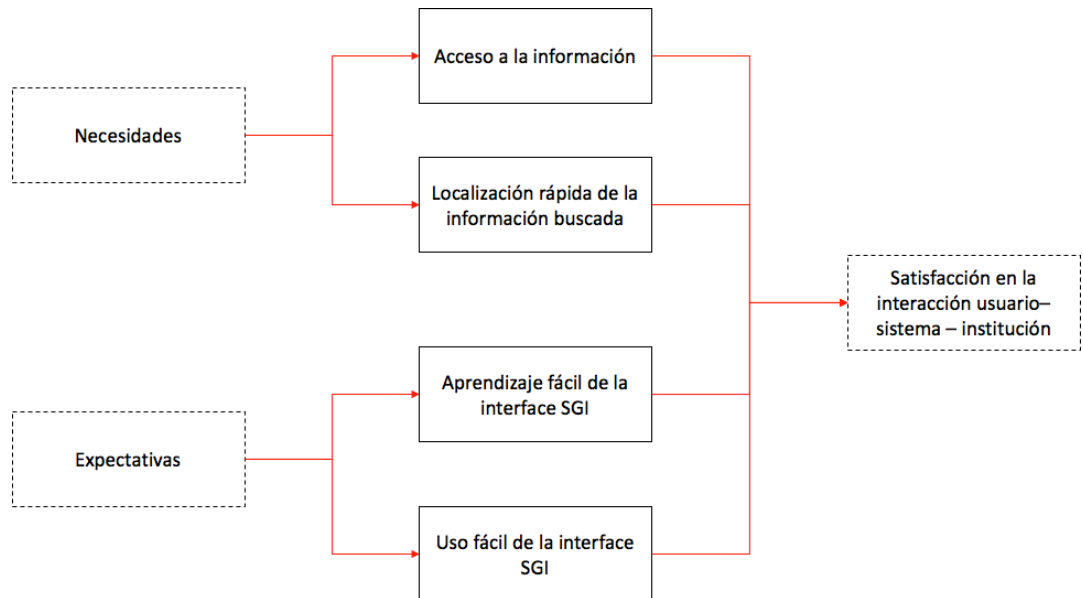 Acceso a la información
Necesidades
Localización rápida de la
información buscada
Satisfacción en la
interacción usuario–
sistema – institución
Aprendizaje fácil de la
interface SGI
Expectativas
Uso fácil de la interface
SGI